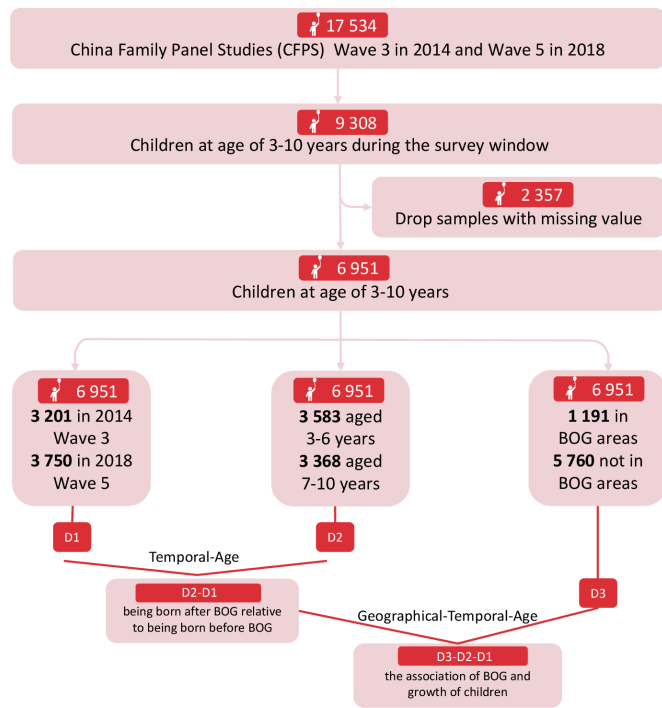 17 534
China Family Panel Studies (CFPS) Wave 3 in 2014 and Wave 5 in 2018
9 308
Children at age of 3-10 years during the survey window
2 357
Drop samples with missing value
6 951
Children at age of 3-10 years
6 951
3 201 in 2014
Wave 3
3 750 in 2018
Wave 5
6 951
3 583 aged
3-6 years
3 368 aged
7-10 years
6 951
1 191 in
BOG areas
5 760 not in
BOG areas
D1
D2
Temporal-Age
D2-D1
being born after BOG relative
to being born before BOG
D3
Geographical-Temporal-Age
D3-D2-D1
the association of BOG and
growth of children